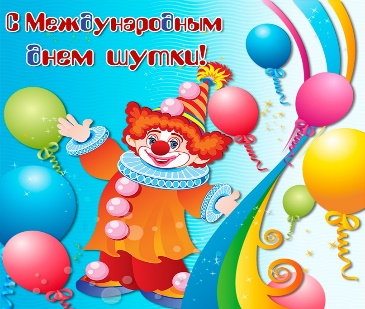 С Международным
днем шутки!